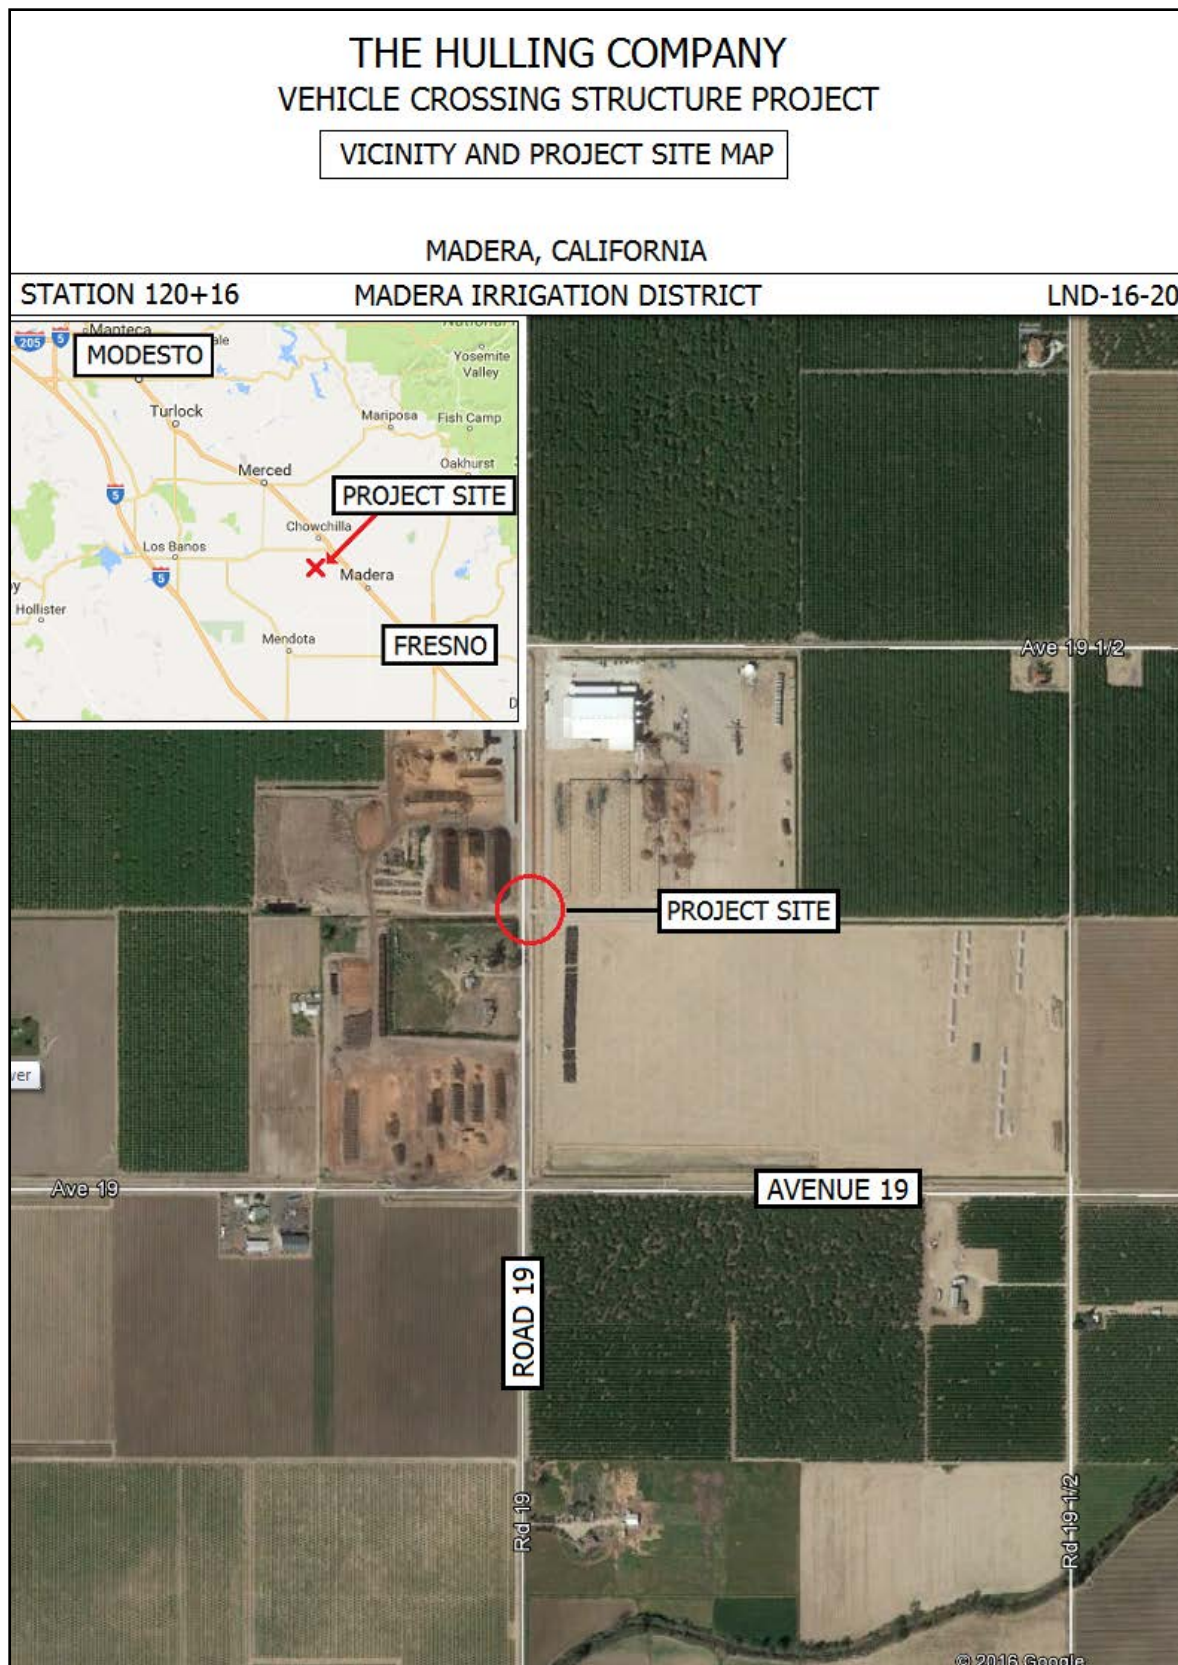 THE HULLING COMPANY
VEHICLE CROSSING STRUCTURE PROJECT
VICINITY AND PROJECT SITE MAP
MADERA, CALIFORNIA
STATION 120+16
MADERA IRRIGATION DISTRICT
LND-16-20
Manteca
205
5
MODESTO
Yosemite
Valley
Turlock
Mariposa
Fish Camp
Merced
Oakhurst
PROJECT SITE
5
Chowchilla
Los Banos
5
Madera
Hollister
Mendota
FRESNO
Ave 19 1/2
PROJECT SITE
Ave 19
AVENUE 19
ROAD 19
Rd 19
Rd 19 1/2
© 2016 Google